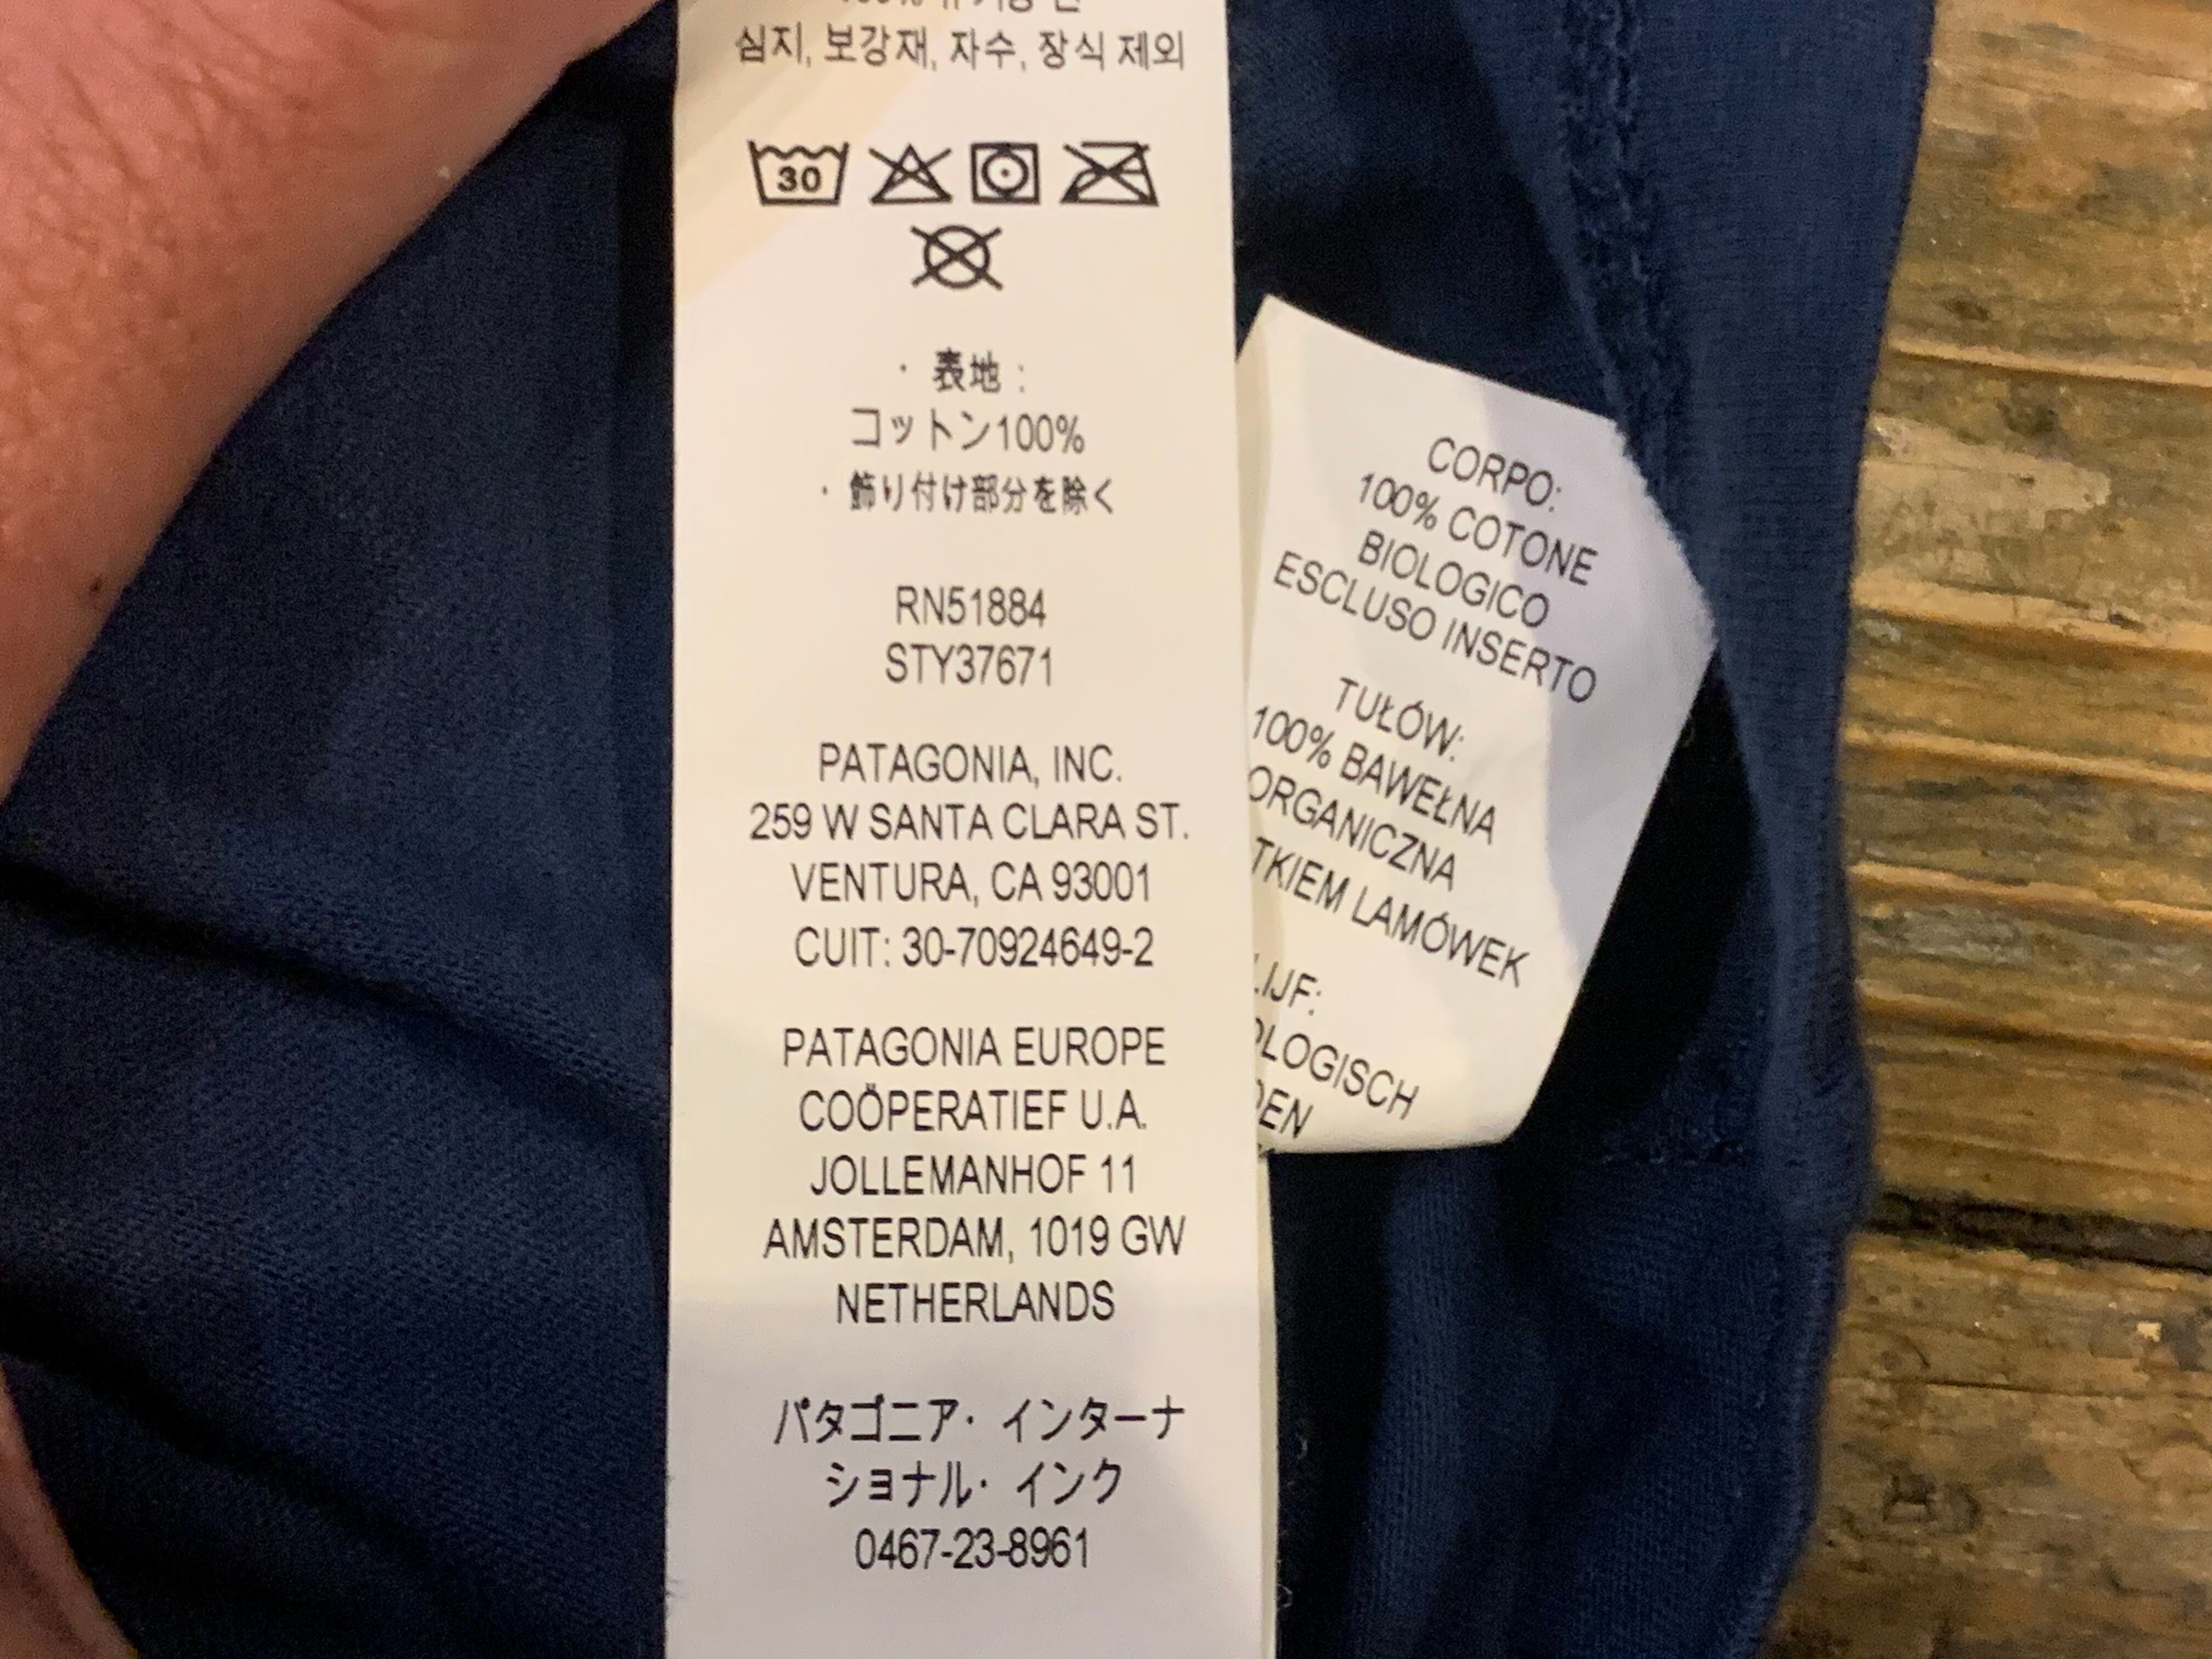 심지, 보강재, 자수, 장식 제외
30
· 表地 :
コットン100%
· 飾り付け部分を除く
RN51884
STY37671
PATAGONIA, INC.
259 W SANTA CLARA ST.
VENTURA, CA 93001
CUIT: 30-70924649-2
PATAGONIA EUROPE
COÖPERATIEF U.A.
JOLLEMANHOF 11
AMSTERDAM, 1019 GW
NETHERLANDS
パタゴニア· インターナ
ショナル· インク
0467-23-8961
CORPO:
100% COTONE
BIOLOGICO
ESCLUSO INSERTO
TUŁÓW:
100% BAWEŁNA
ORGANICZNA
LAMÓWEK